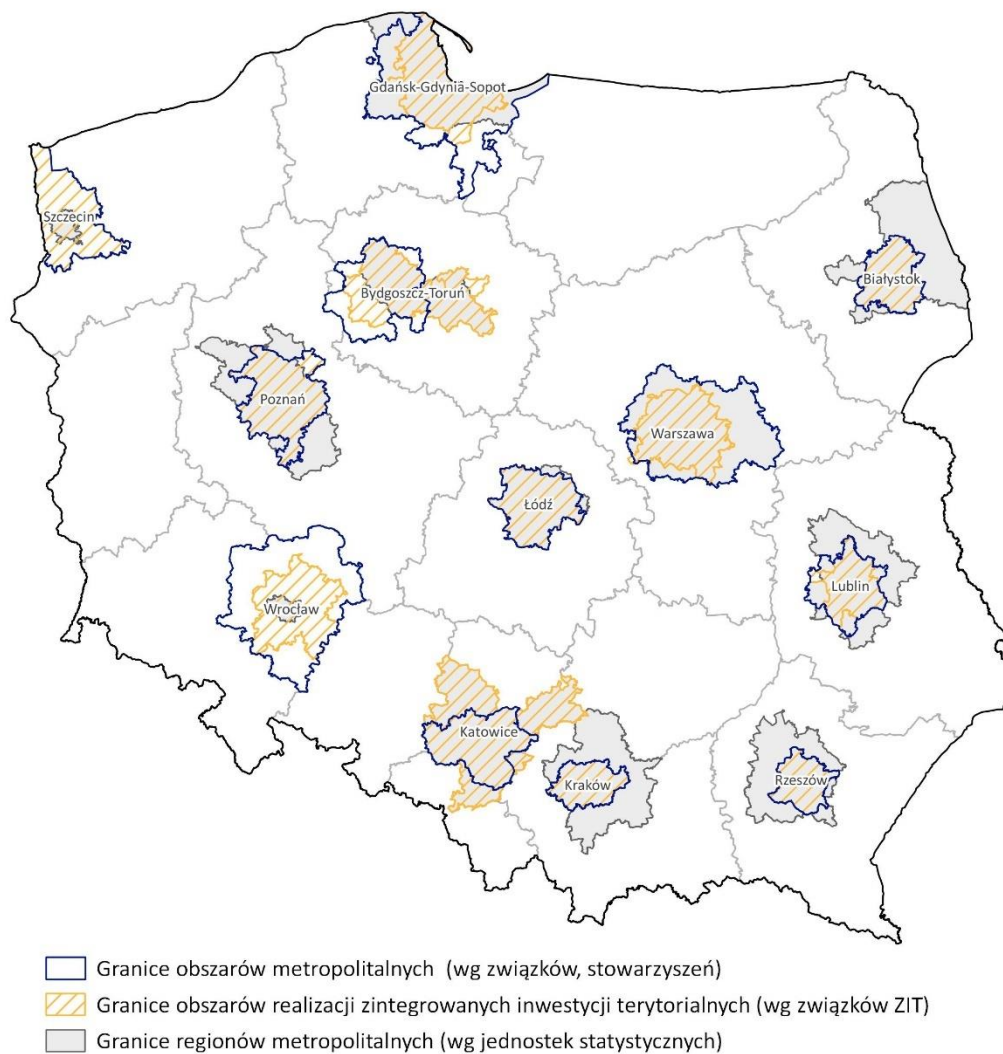 Gdańsk-Gdynia-Sopot
Szczecin
Białystok
Bydgoszcz-Toruń
Poznań
Warszawa
Łódź
Lublin
Wrocław
Katowice
Kraków
Rzeszów
Granice obszarów metropolitalnych (wg związków, stowarzyszeń)
Granice obszarów realizacji zintegrowanych inwestycji terytorialnych (wg związków ZIT)
Granice regionów metropolitalnych (wg jednostek statystycznych)